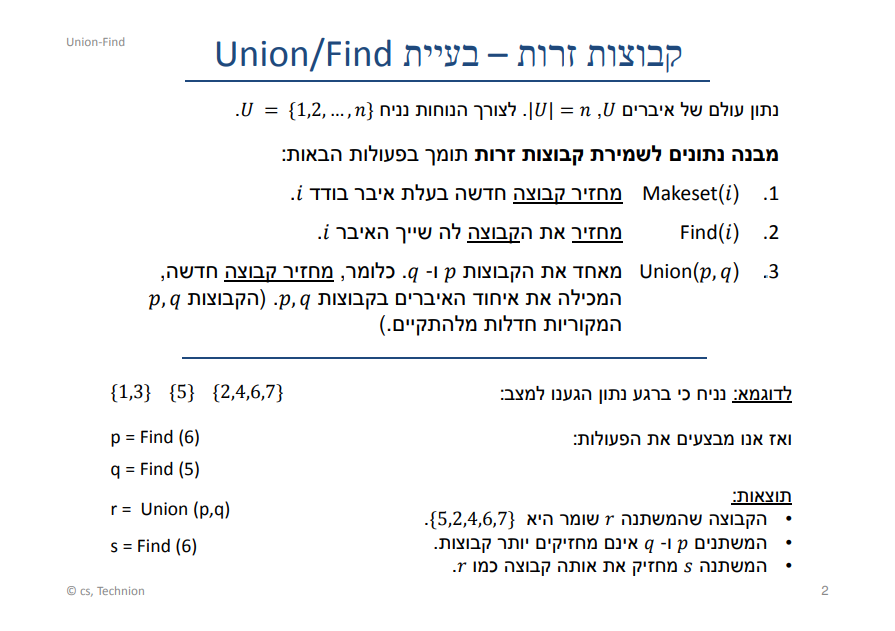 Union-Find
קבוצות זרות – בעיית Union/Find
נתון עולם של איברים U, |U| = n. לצורך הנוחות נניח U = {1,2, … , n}.
מבנה נתונים לשמירת קבוצות זרות תומך בפעולות הבאות:
1. Makeset(i) מחזיר קבוצה חדשה בעלת איבר בודד i.
2. Find(i) מחזיר את הקבוצה לה שייך האיבר i.
3. Union(p, q) מאחד את הקבוצות p ו- q. כלומר, מחזיר קבוצה חדשה,
המכילה את איחוד האיברים בקבוצות p, q. (הקבוצות p, q
המקוריות חדלות מלהתקיים.)
לדוגמא: נניח כי ברגע נתון הגענו למצב:
{1,3} {5} {2,4,6,7}
ואז אנו מבצעים את הפעולות:
p = Find (6)
q = Find (5)
r = Union (p,q)
s = Find (6)
תוצאות:
• הקבוצה שהמשתנה r שומר היא {5,2,4,6,7}.
• המשתנים p ו- q אינם מחזיקים יותר קבוצות.
• המשתנה s מחזיק את אותה קבוצה כמו r.
© cs, Technion
2